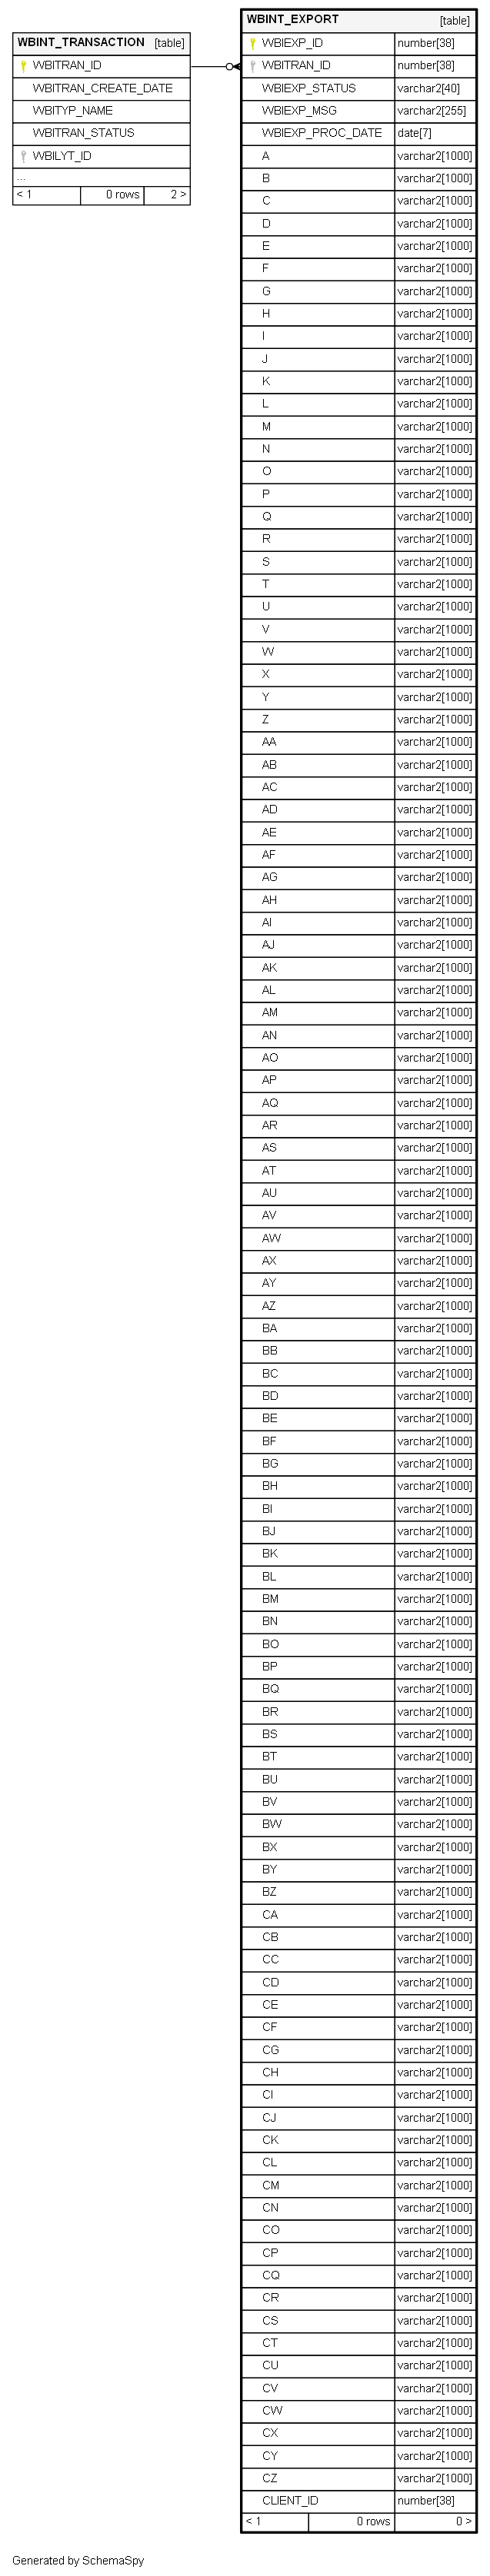 WBINT_TRANSACTION [table]
WBITRAN_ID
WBITRAN_CREATE_DATE
WBITYP_NAME
WBITRAN_STATUS
WBILYT_ID
...
< 1 0 rows 2 >
WBINT_EXPORT [table]
WBIEXP_ID number[38]
WBITRAN_ID number[38]
WBIEXP_STATUS varchar2[40]
WBIEXP_MSG varchar2[255]
WBIEXP_PROC_DATE date[7]
A varchar2[1000]
B varchar2[1000]
C varchar2[1000]
D varchar2[1000]
E varchar2[1000]
F varchar2[1000]
G varchar2[1000]
H varchar2[1000]
I varchar2[1000]
J varchar2[1000]
K varchar2[1000]
L varchar2[1000]
M varchar2[1000]
N varchar2[1000]
O varchar2[1000]
P varchar2[1000]
Q varchar2[1000]
R varchar2[1000]
S varchar2[1000]
T varchar2[1000]
U varchar2[1000]
V varchar2[1000]
W varchar2[1000]
X varchar2[1000]
Y varchar2[1000]
Z varchar2[1000]
AA varchar2[1000]
AB varchar2[1000]
AC varchar2[1000]
AD varchar2[1000]
AE varchar2[1000]
AF varchar2[1000]
AG varchar2[1000]
AH varchar2[1000]
AI varchar2[1000]
AJ varchar2[1000]
AK varchar2[1000]
AL varchar2[1000]
AM varchar2[1000]
AN varchar2[1000]
AO varchar2[1000]
AP varchar2[1000]
AQ varchar2[1000]
AR varchar2[1000]
AS varchar2[1000]
AT varchar2[1000]
AU varchar2[1000]
AV varchar2[1000]
AW varchar2[1000]
AX varchar2[1000]
AY varchar2[1000]
AZ varchar2[1000]
BA varchar2[1000]
BB varchar2[1000]
BC varchar2[1000]
BD varchar2[1000]
BE varchar2[1000]
BF varchar2[1000]
BG varchar2[1000]
BH varchar2[1000]
BI varchar2[1000]
BJ varchar2[1000]
BK varchar2[1000]
BL varchar2[1000]
BM varchar2[1000]
BN varchar2[1000]
BO varchar2[1000]
BP varchar2[1000]
BQ varchar2[1000]
BR varchar2[1000]
BS varchar2[1000]
BT varchar2[1000]
BU varchar2[1000]
BV varchar2[1000]
BW varchar2[1000]
BX varchar2[1000]
BY varchar2[1000]
BZ varchar2[1000]
CA varchar2[1000]
CB varchar2[1000]
CC varchar2[1000]
CD varchar2[1000]
CE varchar2[1000]
CF varchar2[1000]
CG varchar2[1000]
CH varchar2[1000]
CI varchar2[1000]
CJ varchar2[1000]
CK varchar2[1000]
CL varchar2[1000]
CM varchar2[1000]
CN varchar2[1000]
CO varchar2[1000]
CP varchar2[1000]
CQ varchar2[1000]
CR varchar2[1000]
CS varchar2[1000]
CT varchar2[1000]
CU varchar2[1000]
CV varchar2[1000]
CW varchar2[1000]
CX varchar2[1000]
CY varchar2[1000]
CZ varchar2[1000]
CLIENT_ID number[38]
< 1 0 rows 0 >
Generated by SchemaSpy